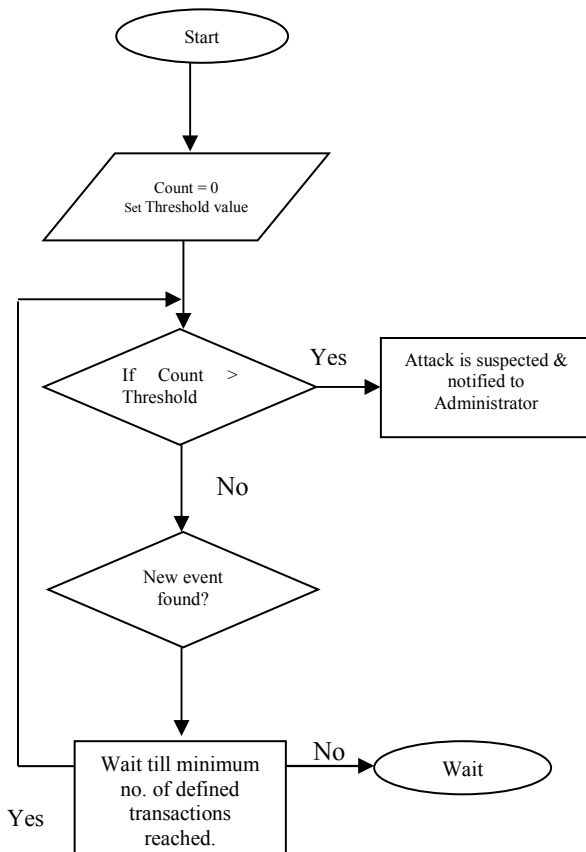 Start
Count = 0
Set Threshold value
If Count >
Threshold
Yes
Attack is suspected &
notified to
Administrator
No
New event
found?
Wait till minimum
no. of defined
transactions
reached.
No
Wait
Yes